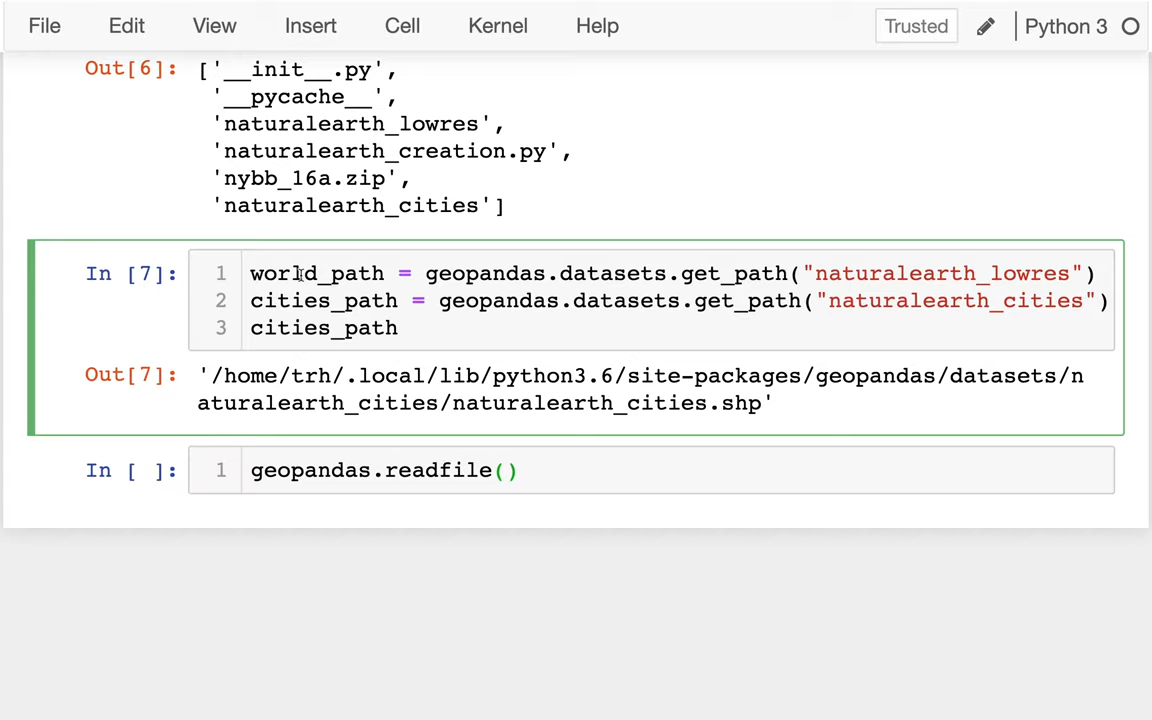 File Edit View Insert Cell Kernel Help Trusted Python 3
Out[6]: ['__init__.py',
'__pycache__',
'naturalearth_lowres',
'naturalearth_creation.py',
'nybb_16a.zip',
'naturalearth_cities']
In [7]: 1 world_path = geopandas.datasets.get_path("naturalearth_lowres")
2 cities_path = geopandas.datasets.get_path("naturalearth_cities")
3 cities_path
Out[7]: '/home/trh/.local/lib/python3.6/site-packages/geopandas/datasets/n
aturalearth_cities/naturalearth_cities.shp'
In [ ]: 1 geopandas.readfile()